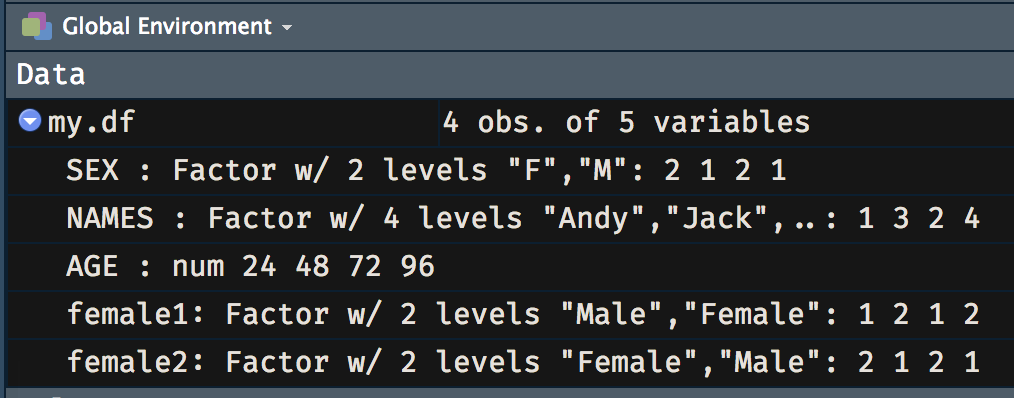 Global Environment
Data
my.df 4 obs. of 5 variables
SEX : Factor w/ 2 levels "F","M": 2 1 2 1
NAMES : Factor w/ 4 levels "Andy","Jack",..: 1 3 2 4
AGE : num 24 48 72 96
female1: Factor w/ 2 levels "Male","Female": 1 2 1 2
female2: Factor w/ 2 levels "Female","Male": 2 1 2 1